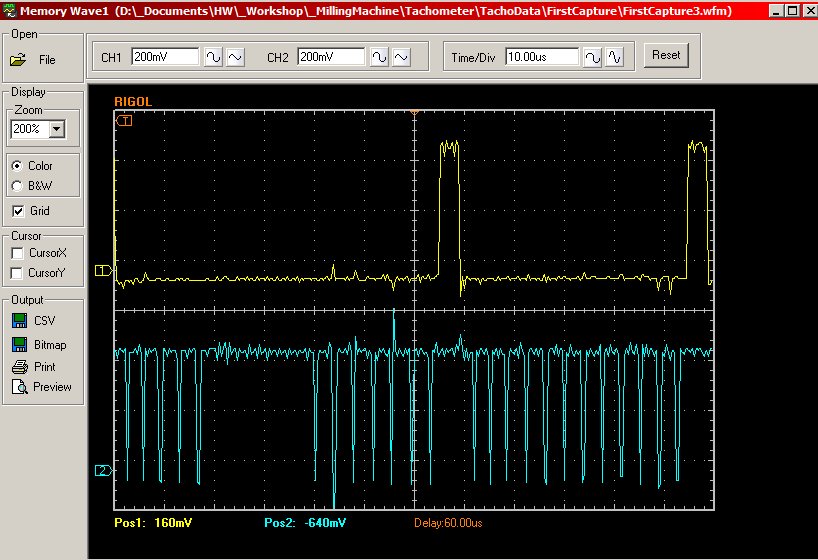 Memory Wave1 (D:\_Documents\HW\_Workshop\_MillingMachine\Tachometer\TachoData\FirstCapture\FirstCapture3.wfm)
Open
File
CH1 200mV CH2 200mV Time/Div 10.00us Reset
Display
Zoom
200%
Color
B&W
Grid
Cursor
CursorX
CursorY
Output
CSV
Bitmap
Print
Preview
RIGOL
T
1
2
Pos1: 160mV Pos2: -640mV Delay:60.00us